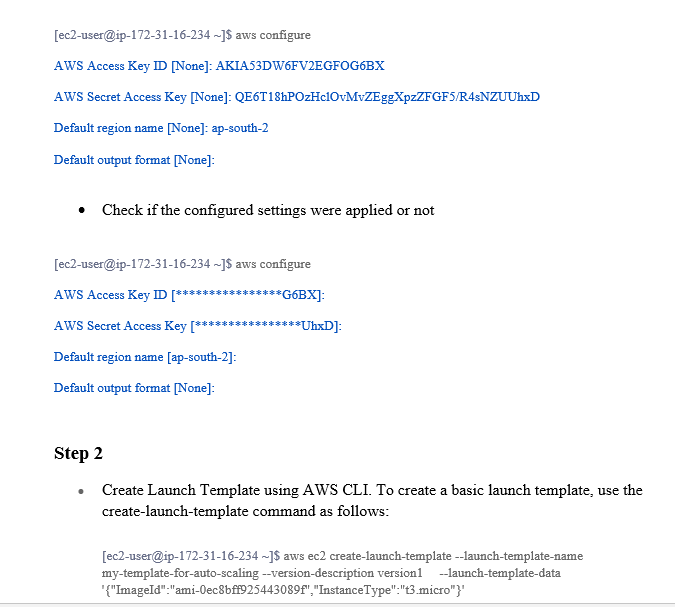 [ec2-user@ip-172-31-16-234 ~]$ aws configure
AWS Access Key ID [None]: AKIA53DW6FV2EGFOG6BX
AWS Secret Access Key [None]: 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
Default region name [None]: ap-south-2
Default output format [None]:
• Check if the configured settings were applied or not
[ec2-user@ip-172-31-16-234 ~]$ aws configure
AWS Access Key ID [****************G6BX]:
AWS Secret Access Key [****************UhxD]:
Default region name [ap-south-2]:
Default output format [None]:
Step 2
• Create Launch Template using AWS CLI. To create a basic launch template, use the
create-launch-template command as follows:
[ec2-user@ip-172-31-16-234 ~]$ aws ec2 create-launch-template --launch-template-name
my-template-for-auto-scaling --version-description version1 --launch-template-data
'{"ImageId":"ami-0ec8bff925443089f","InstanceType":"t3.micro"}'